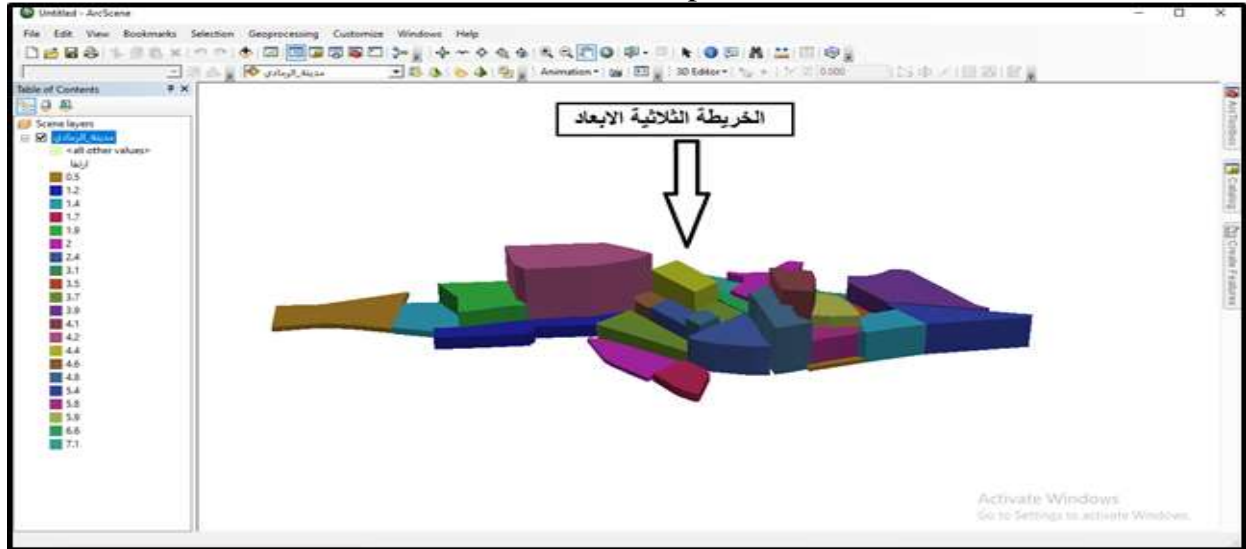 Untitled - ArcScene
File Edit View Bookmarks Selection Geoprocessing Customize Windows Help
مدينة_الرمادي
Animation
3D Editor
0.000
Table of Contents
Scene layers
مدينة_الرمادي
<all other values>
ارتفا
0.5
1.2
1.4
1.7
1.9
2
2.4
3.1
3.5
3.7
3.9
4.1
4.2
4.4
4.6
4.8
5.4
5.8
5.9
6.6
7.1
الخريطة الثلاثية الابعاد
ArcToolbox
Catalog
Create Features
Activate Windows
Go to Settings to activate Windows.